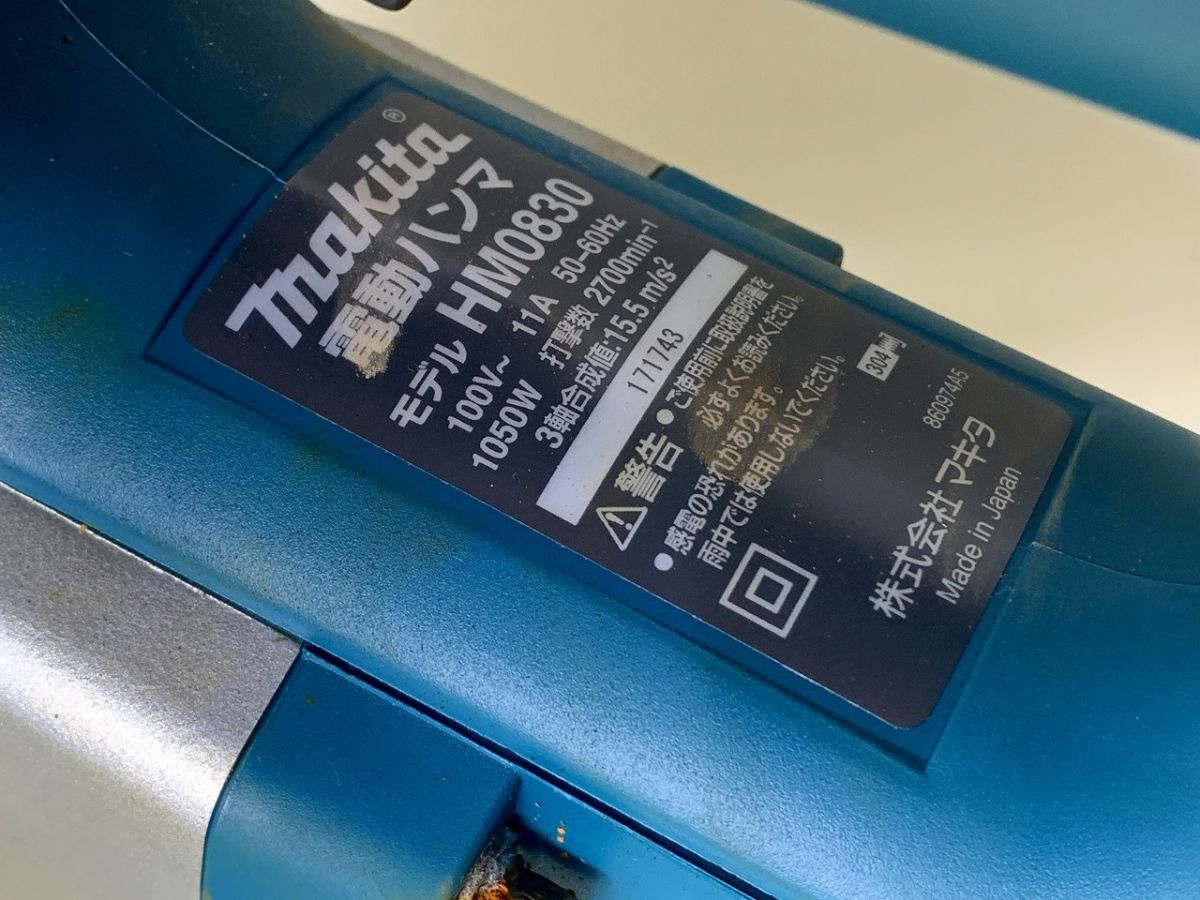 makita®
電動ハンマ
モデル HM0830
100V~ 11A 50-60Hz
1050W 打撃数 2700min-1
3軸合成値:15.5 m/s²
171743
警告 ●ご使用前に取扱説明書を
必ずよくお読みください。
●感電の恐れがあります。
雨中では使用しないでください。
304
860974A5
株式会社 マキタ
Made in Japan